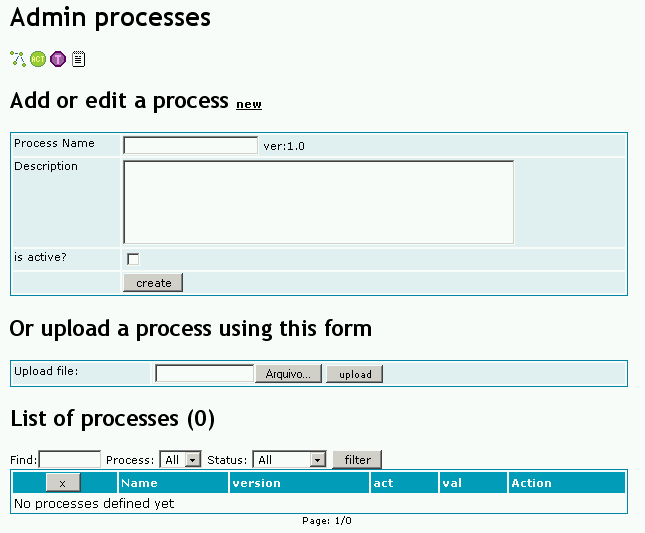 Admin processes
ACT T
Add or edit a process new
Process Name ver:1.0
Description
is active?
create
Or upload a process using this form
Upload file: Arquivo... upload
List of processes (0)
Find: Process: All Status: All filter
x Name version act val Action
No processes defined yet
Page: 1/0